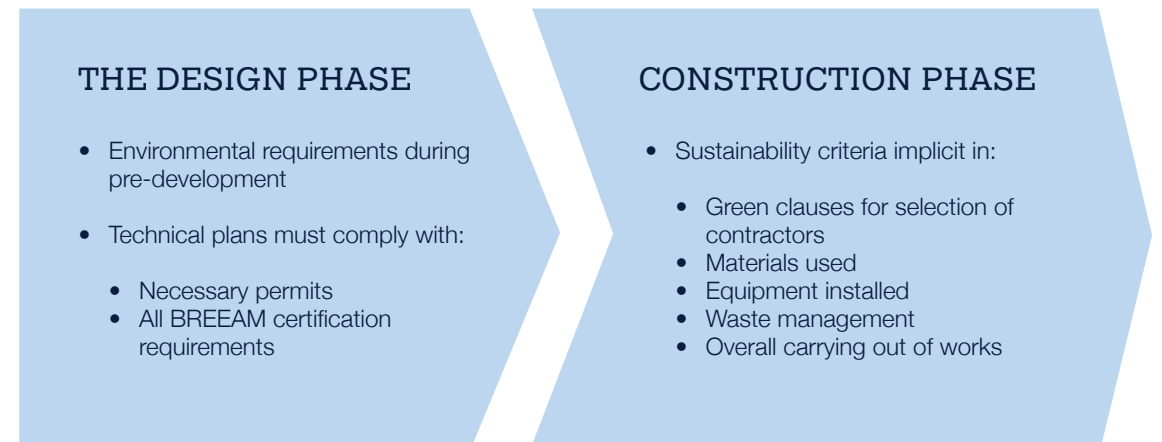 THE DESIGN PHASE
• Environmental requirements during
pre-development
• Technical plans must comply with:
• Necessary permits
• All BREEAM certification
requirements
CONSTRUCTION PHASE
• Sustainability criteria implicit in:
• Green clauses for selection of
contractors
• Materials used
• Equipment installed
• Waste management
• Overall carrying out of works